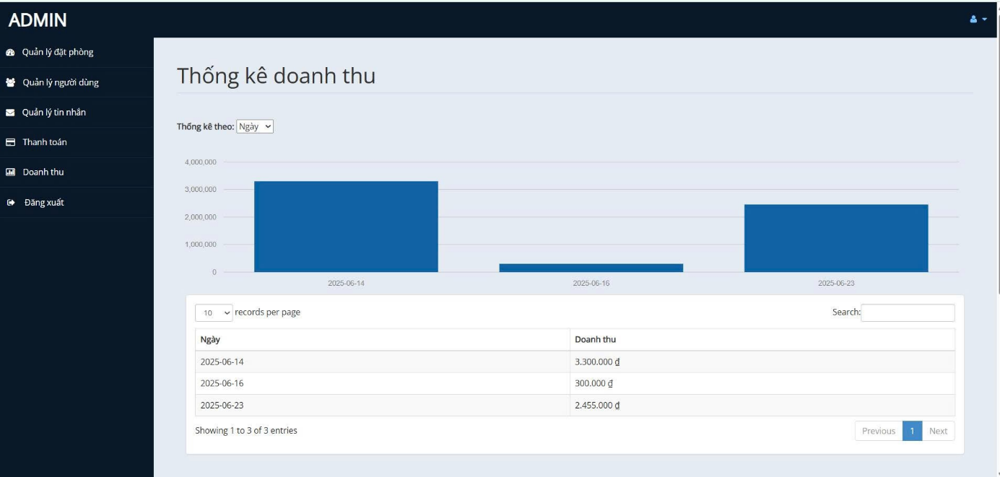 ADMIN
Quản lý đặt phòng
Quản lý người dùng
Quản lý tin nhắn
Thanh toán
Doanh thu
Đăng xuất
Thống kê doanh thu
Thống kê theo: Ngày
4,000,000
3,000,000
2,000,000
1,000,000
0
2025-06-14 2025-06-16 2025-06-23
10 records per page Search:
Ngày Doanh thu
2025-06-14 3.300.000 ₫
2025-06-16 300.000 ₫
2025-06-23 2.455.000 ₫
Showing 1 to 3 of 3 entries Previous 1 Next